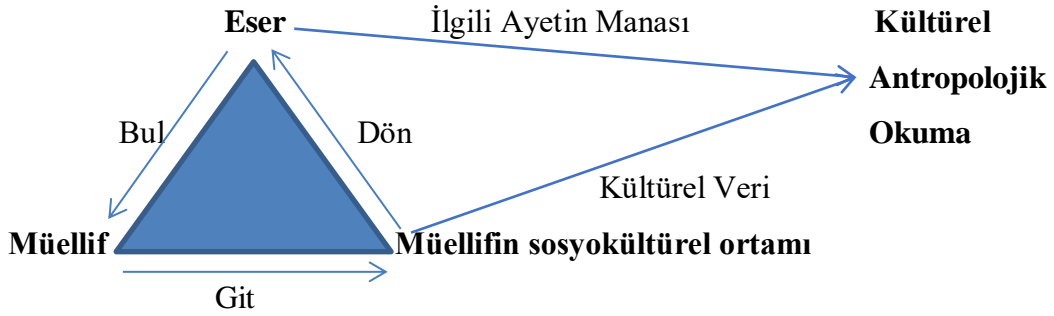 Eser
İlgili Ayetin Manası
Kültürel
Antropolojik
Okuma
Bul
Dön
Kültürel Veri
Müellif
Müellifin sosyokültürel ortamı
Git